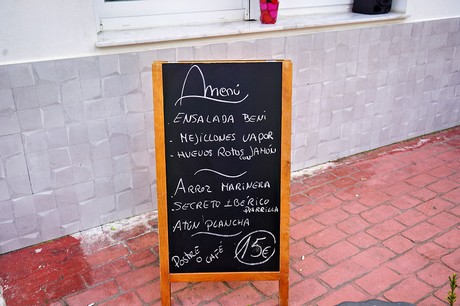 Menú
- ENSALADA BENI
- MEJILLONES VAPOR
- HUEVOS ROTOS CON JAMÓN
ARROZ MARINERA
SECRETO IBÉRICO PARRILLA
ATÚN PLANCHA
POSTRE O CAFÉ 15€